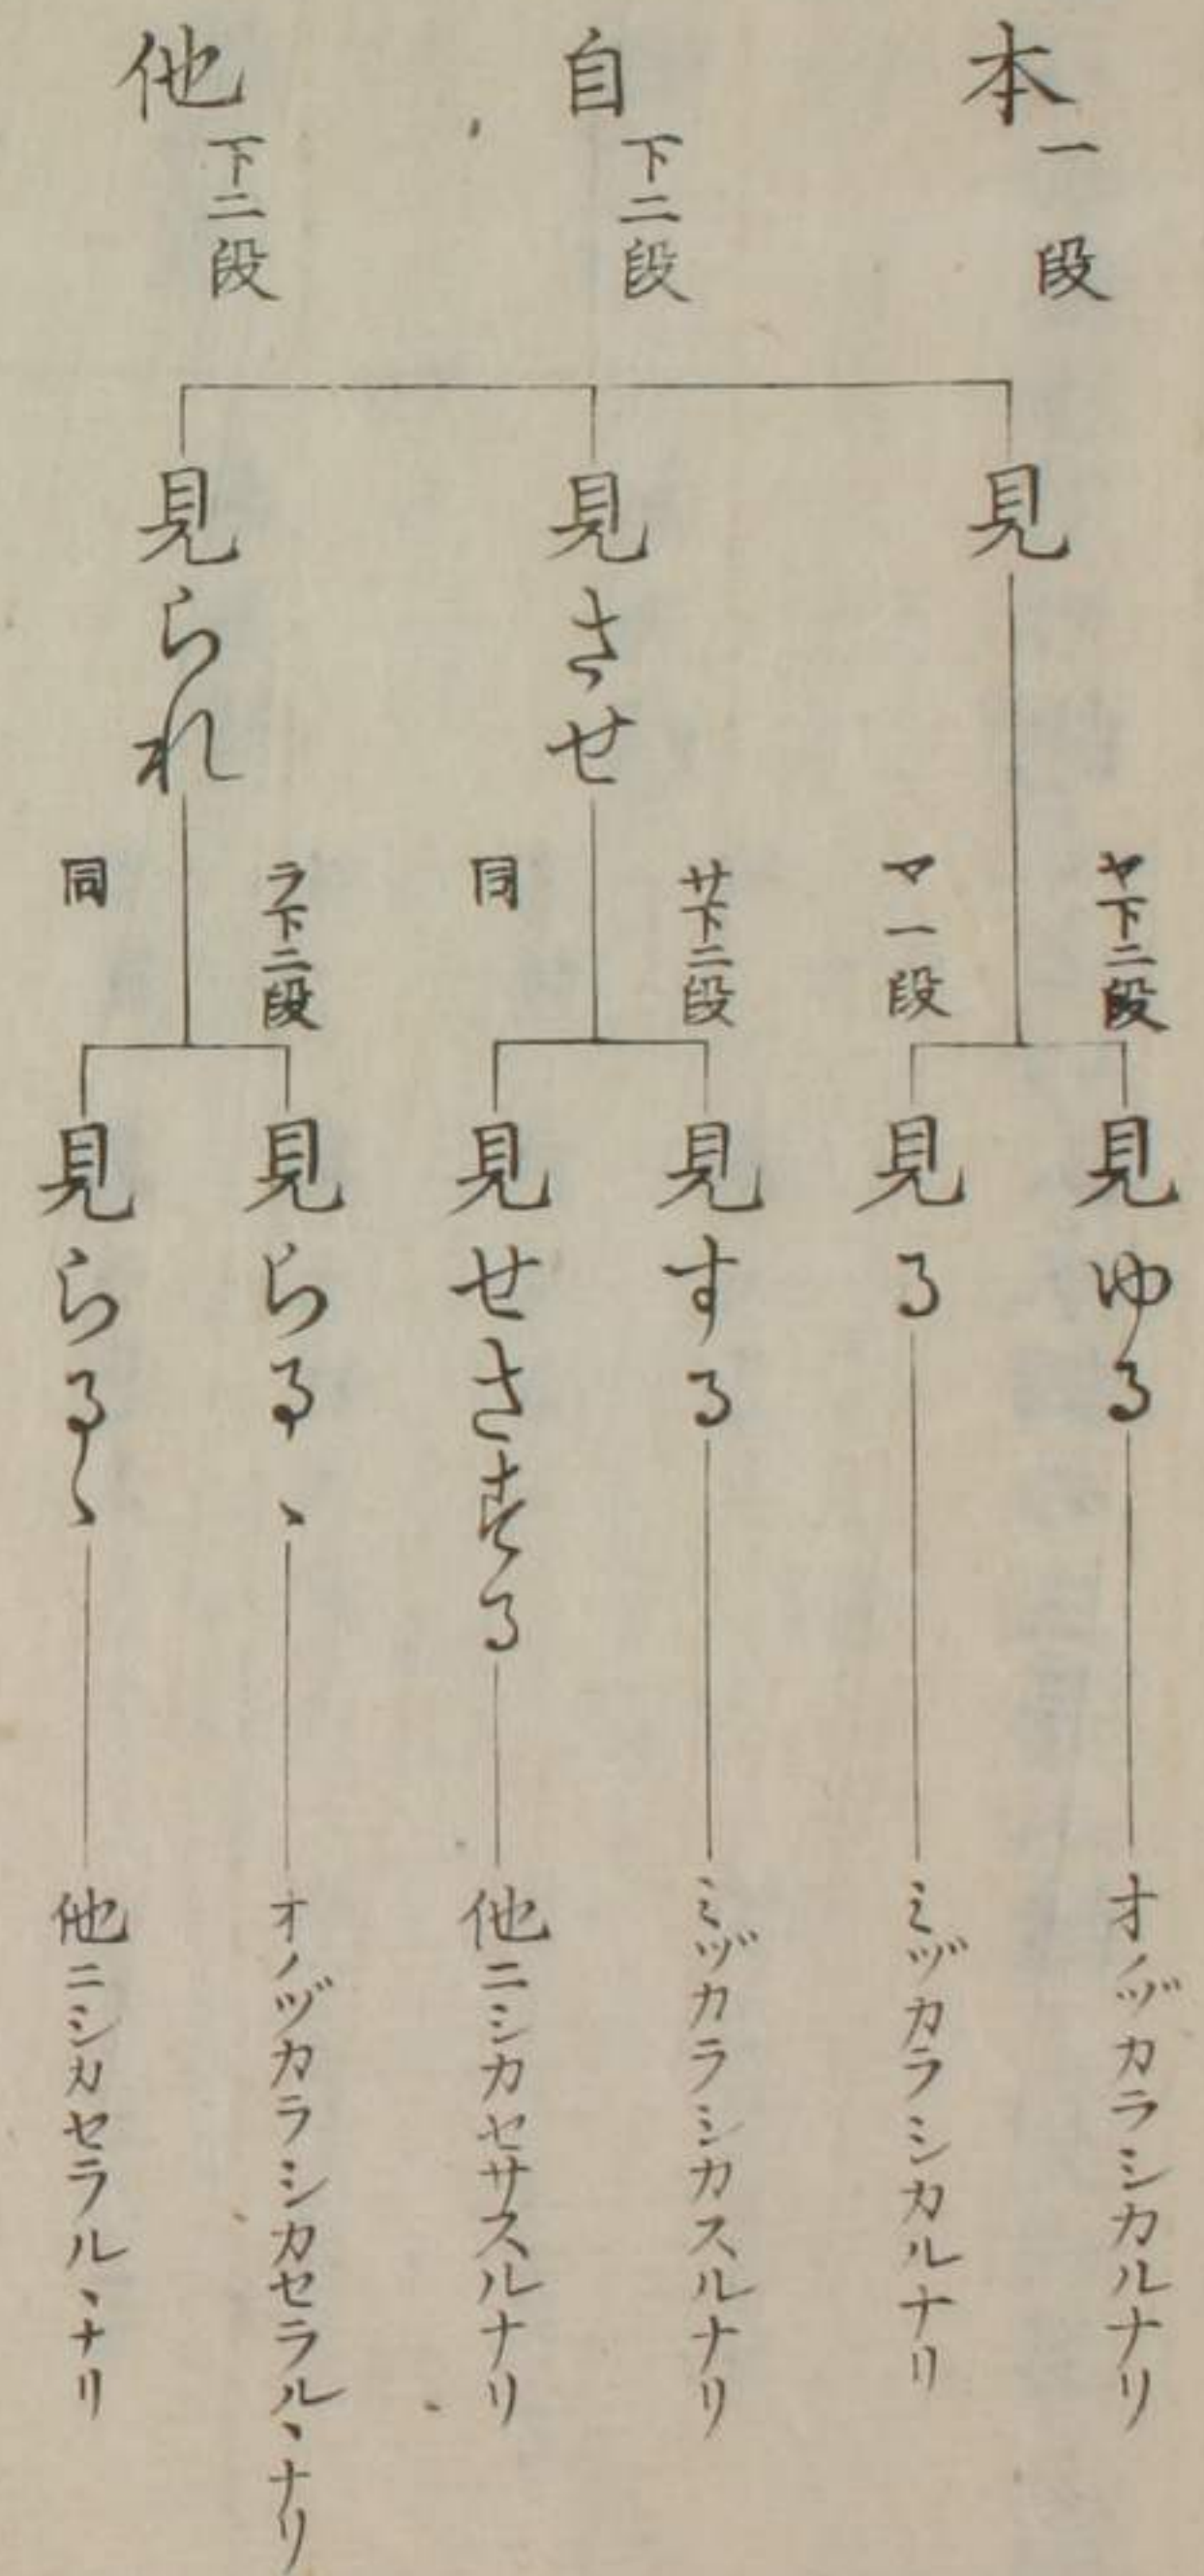 本 一段
自 下二段
他 下二段
見
見させ
見られ
ヤ下二段
マ一段
サ下二段
同
ラ下二段
同
見ゆる
見る
見する
見せさする
見らるゝ
見らるゝ
オノヅカラシカルナリ
ミヅカラシカルナリ
ミヅカラシカスルナリ
他ニシカセサスルナリ
オノヅカラシカセラルヽナリ
他ニシカセラルヽナリ